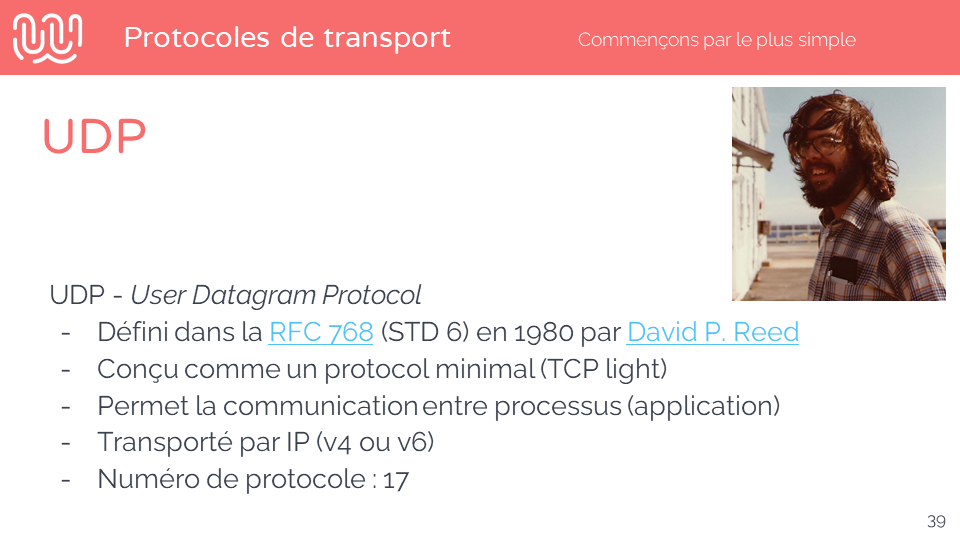 Protocoles de transport
Commençons par le plus simple
UDP
UDP - User Datagram Protocol
- Défini dans la RFC 768 (STD 6) en 1980 par David P. Reed
- Conçu comme un protocol minimal (TCP light)
- Permet la communication entre processus (application)
- Transporté par IP (v4 ou v6)
- Numéro de protocole : 17
39